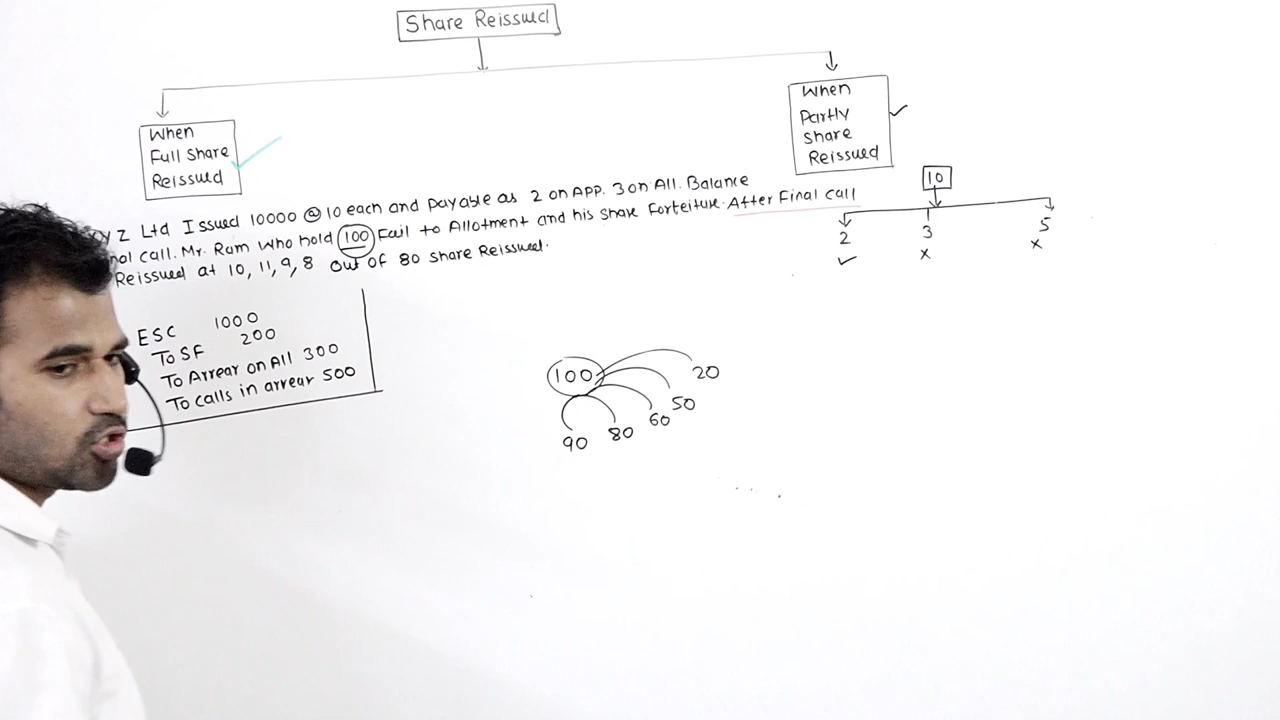 Share Reissued
When
Full Share
Reissued
When
Partly
Share
Reissued
Z Ltd Issued 10000 @ 10 each and payable as 2 on APP. 3 on All. Balance
call. Mr. Ram who hold 100 Fail to Allotment and his share Forteiture. After Final call
Reissued at 10, 11, 9, 8 out of 80 share Reissued.
10
2 3 5
✓ x x
ESC 1000
To SF 200
To Arrear on All 300
To calls in arrear 500
100
20
50
60
80
90